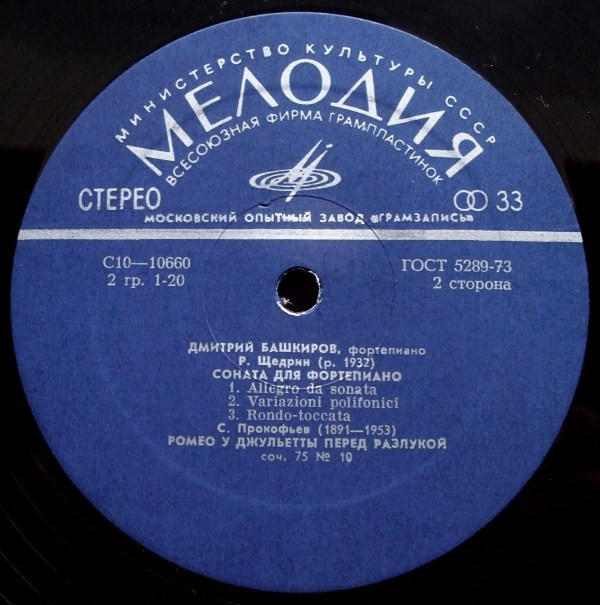 МИНИСТЕРСТВО КУЛЬТУРЫ СССР
МЕЛОДИЯ
ВСЕСОЮЗНАЯ ФИРМА ГРАМПЛАСТИНОК
СТЕРЕО 33
МОСКОВСКИЙ ОПЫТНЫЙ ЗАВОД «ГРАМЗАПИСЬ»
С10—10660 ГОСТ 5289-73
2 гр. 1-20 2 сторона
ДМИТРИЙ БАШКИРОВ, фортепиано
Р. Щедрин (р. 1932)
СОНАТА ДЛЯ ФОРТЕПИАНО
1. Allegro da sonata
2. Variazioni polifonici
3. Rondo-toccata
С. Прокофьев (1891—1953)
РОМЕО У ДЖУЛЬЕТТЫ ПЕРЕД РАЗЛУКОЙ
соч. 75 № 10